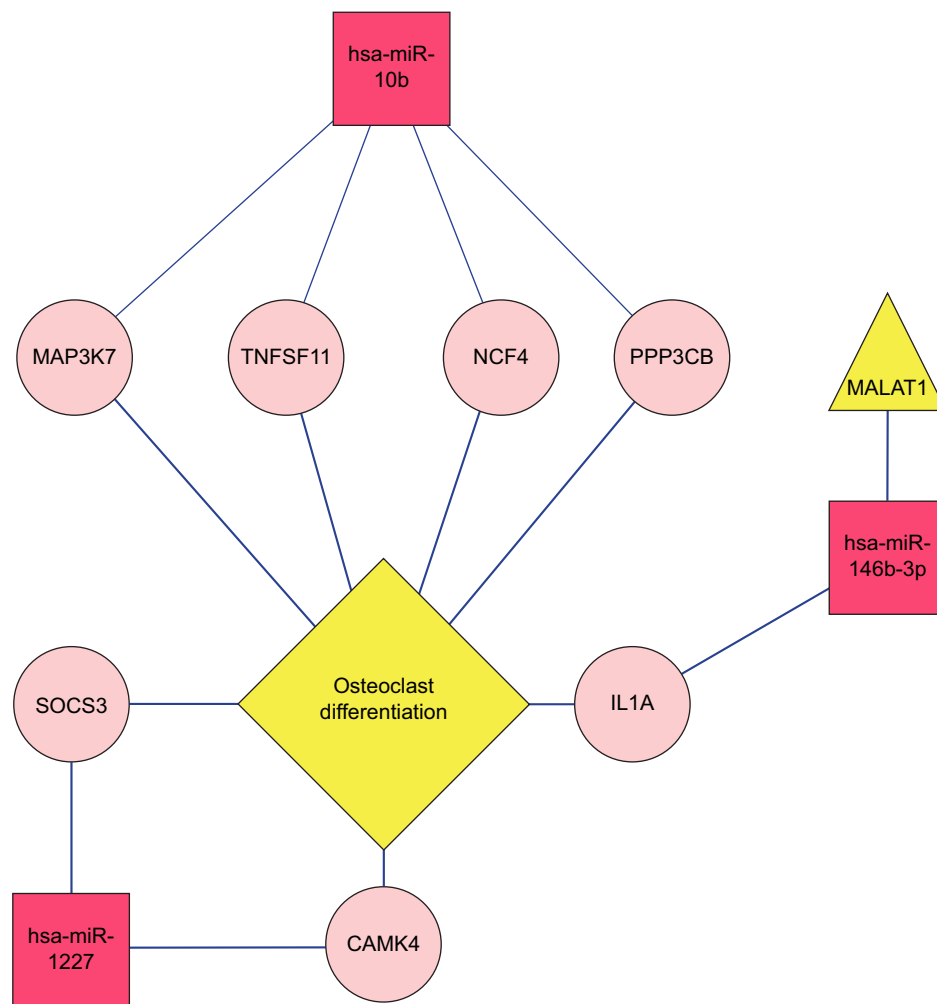 hsa-miR-
10b
MAP3K7
TNFSF11
NCF4
PPP3CB
MALAT1
hsa-miR-
146b-3p
SOCS3
Osteoclast
differentiation
IL1A
hsa-miR-
1227
CAMK4